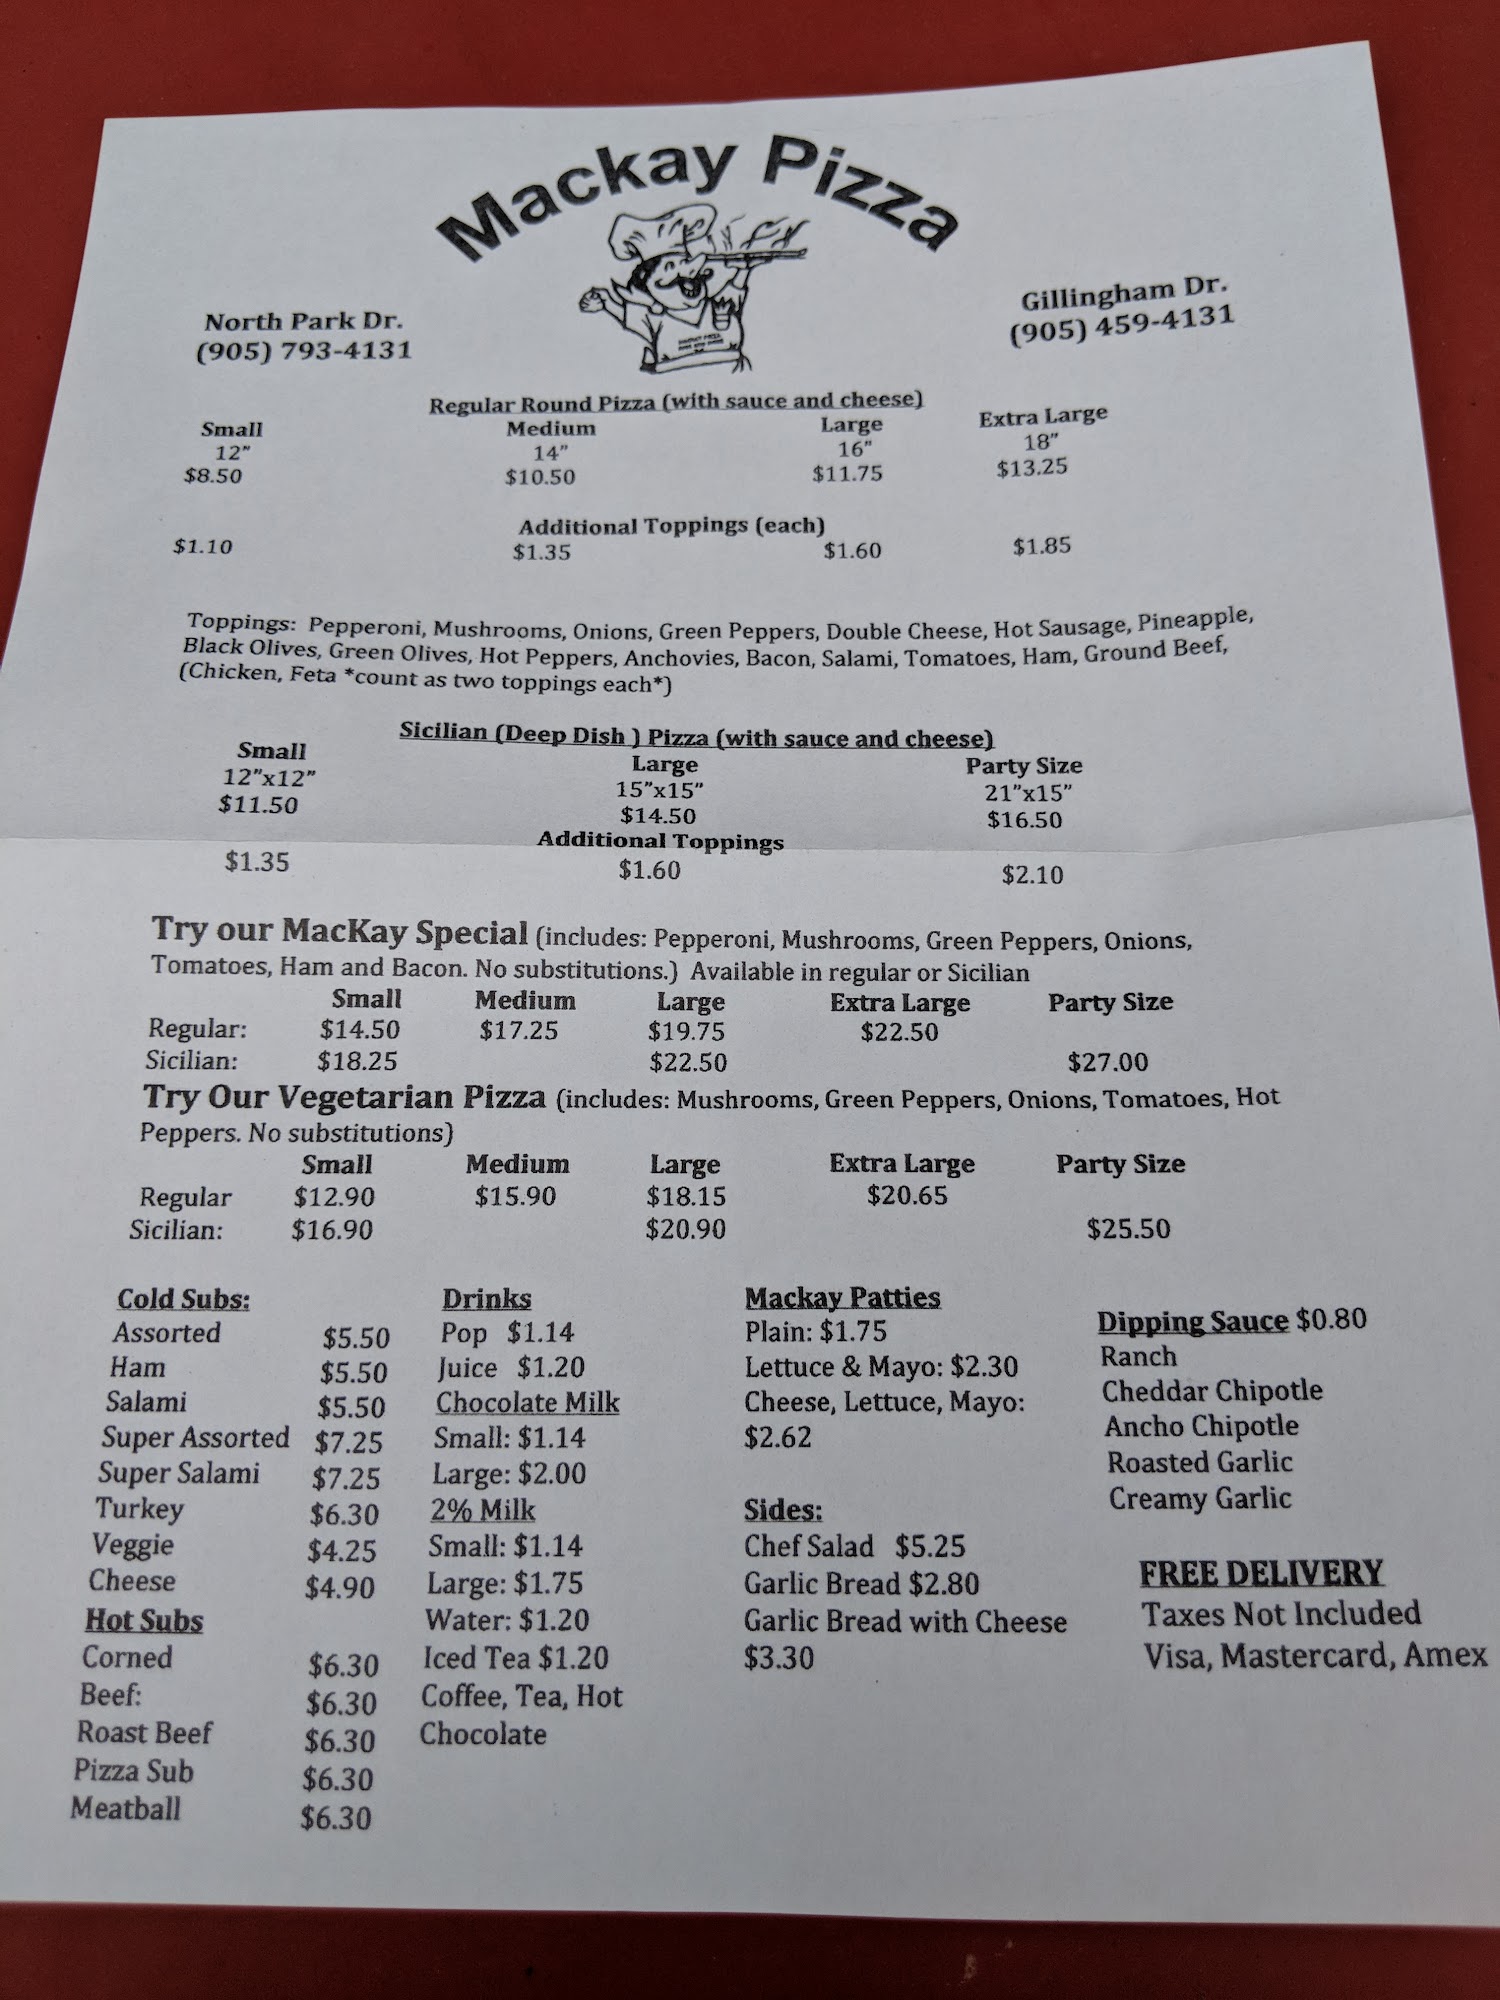 Mackay Pizza
North Park Dr.
(905) 793-4131
Gillingham Dr.
(905) 459-4131
Regular Round Pizza (with sauce and cheese)
Small Medium Large Extra Large
12" 14" 16" 18"
$8.50 $10.50 $11.75 $13.25
Additional Toppings (each)
$1.10 $1.35 $1.60 $1.85
Toppings: Pepperoni, Mushrooms, Onions, Green Peppers, Double Cheese, Hot Sausage, Pineapple,
Black Olives, Green Olives, Hot Peppers, Anchovies, Bacon, Salami, Tomatoes, Ham, Ground Beef,
(Chicken, Feta *count as two toppings each*)
Sicilian (Deep Dish ) Pizza (with sauce and cheese)
Small Large Party Size
12"x12" 15"x15" 21"x15"
$11.50 $14.50 $16.50
Additional Toppings
$1.35 $1.60 $2.10
Try our MacKay Special (includes: Pepperoni, Mushrooms, Green Peppers, Onions,
Tomatoes, Ham and Bacon. No substitutions.) Available in regular or Sicilian
Small Medium Large Extra Large Party Size
Regular: $14.50 $17.25 $19.75 $22.50
Sicilian: $18.25 $22.50 $27.00
Try Our Vegetarian Pizza (includes: Mushrooms, Green Peppers, Onions, Tomatoes, Hot
Peppers. No substitutions)
Small Medium Large Extra Large Party Size
Regular $12.90 $15.90 $18.15 $20.65
Sicilian: $16.90 $20.90 $25.50
Cold Subs:
Assorted $5.50
Ham $5.50
Salami $5.50
Super Assorted $7.25
Super Salami $7.25
Turkey $6.30
Veggie $4.25
Cheese $4.90
Hot Subs
Corned $6.30
Beef: $6.30
Roast Beef $6.30
Pizza Sub $6.30
Meatball $6.30
Drinks
Pop $1.14
Juice $1.20
Chocolate Milk
Small: $1.14
Large: $2.00
2% Milk
Small: $1.14
Large: $1.75
Water: $1.20
Iced Tea $1.20
Coffee, Tea, Hot
Chocolate
Mackay Patties
Plain: $1.75
Lettuce & Mayo: $2.30
Cheese, Lettuce, Mayo:
$2.62
Sides:
Chef Salad $5.25
Garlic Bread $2.80
Garlic Bread with Cheese
$3.30
Dipping Sauce $0.80
Ranch
Cheddar Chipotle
Ancho Chipotle
Roasted Garlic
Creamy Garlic
FREE DELIVERY
Taxes Not Included
Visa, Mastercard, Amex